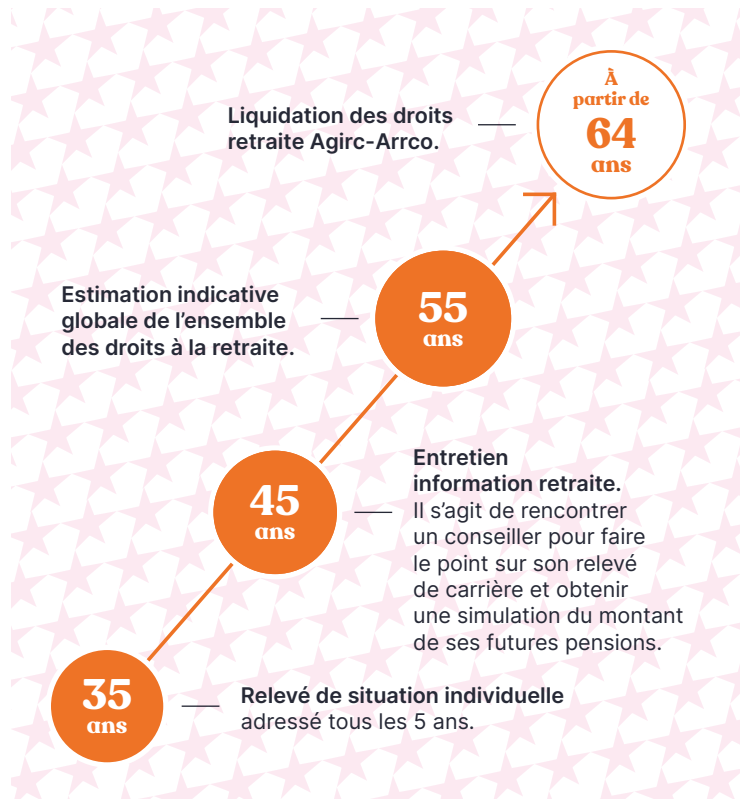 À
partir de
64
ans
Liquidation des droits
retraite Agirc-Arrco.
55
ans
Estimation indicative
globale de l’ensemble
des droits à la retraite.
45
ans
Entretien
information retraite.
Il s’agit de rencontrer
un conseiller pour faire
le point sur son relevé
de carrière et obtenir
une simulation du montant
de ses futures pensions.
35
ans
Relevé de situation individuelle
adressé tous les 5 ans.